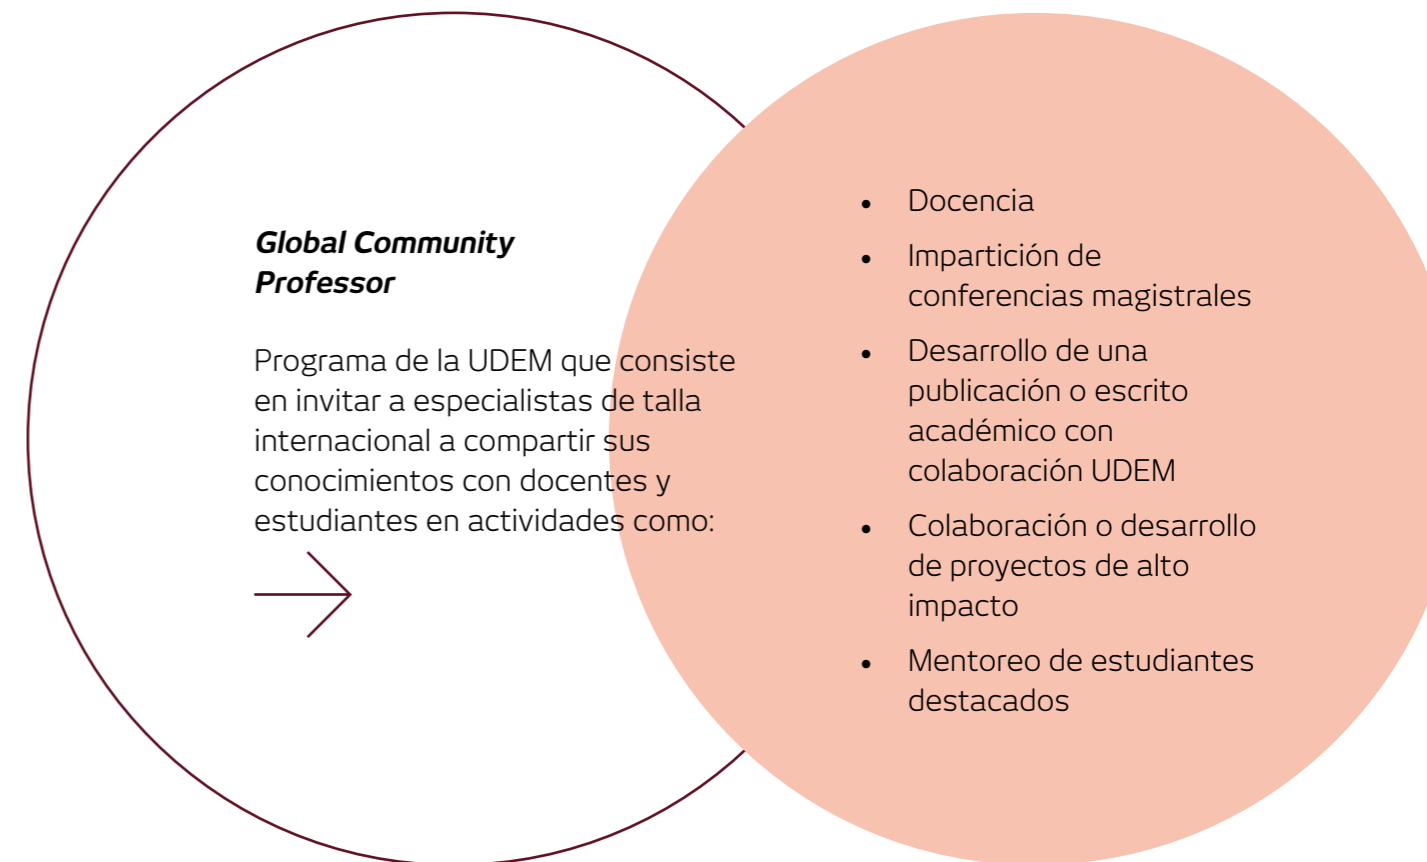 Global Community
Professor
Programa de la UDEM que consiste
en invitar a especialistas de talla
internacional a compartir sus
conocimientos con docentes y
estudiantes en actividades como:
• Docencia
• Impartición de
conferencias magistrales
• Desarrollo de una
publicación o escrito
académico con
colaboración UDEM
• Colaboración o desarrollo
de proyectos de alto
impacto
• Mentoreo de estudiantes
destacados